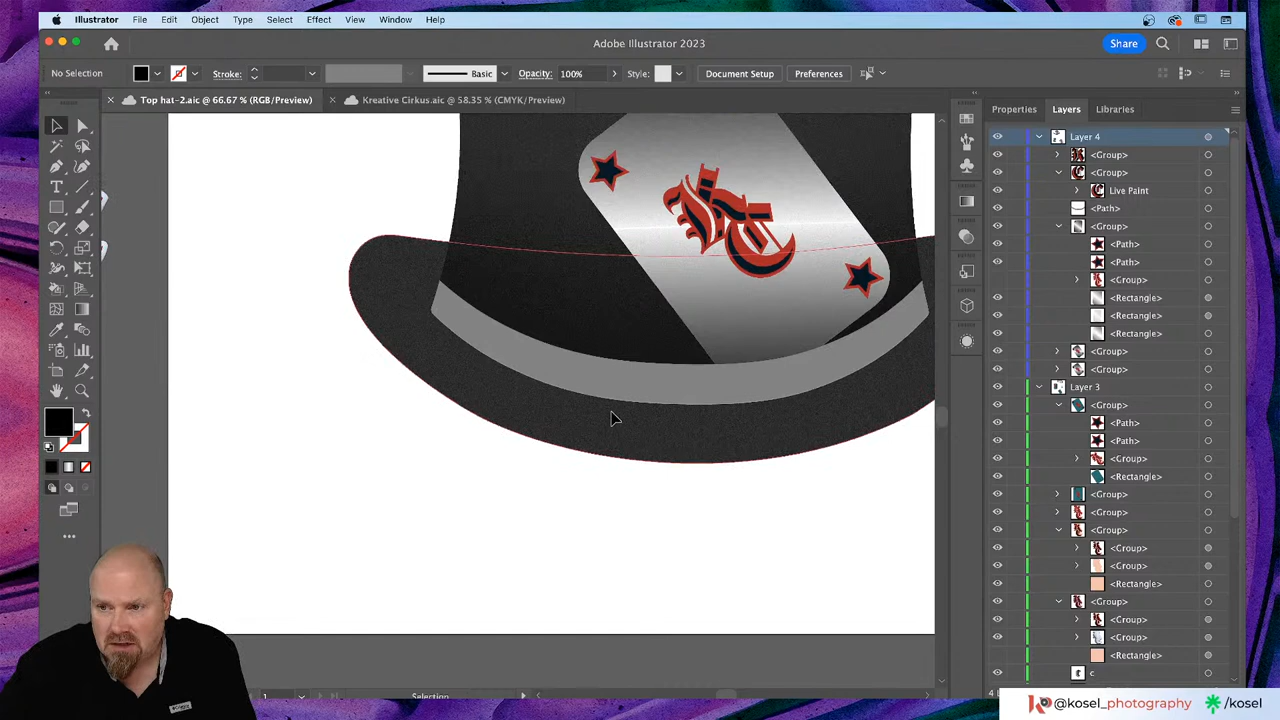 Illustrator File Edit Object Type Select Effect View Window Help
Adobe Illustrator 2023
Share
No Selection
Stroke:
Basic
Opacity: 100%
Style:
Document Setup
Preferences
Top hat-2.aic @ 66.67 % (RGB/Preview)
Kreative Cirkus.aic @ 58.35 % (CMYK/Preview)
Properties Layers Libraries
Layer 4
<Group>
<Group>
Live Paint
<Path>
<Group>
<Path>
<Path>
<Group>
<Rectangle>
<Rectangle>
<Rectangle>
<Group>
<Group>
Layer 3
<Group>
<Path>
<Path>
<Group>
<Rectangle>
<Group>
<Group>
<Group>
<Group>
<Group>
<Rectangle>
<Group>
<Group>
<Group>
<Rectangle>
c
1
Selection
@kosel_photography /kosel